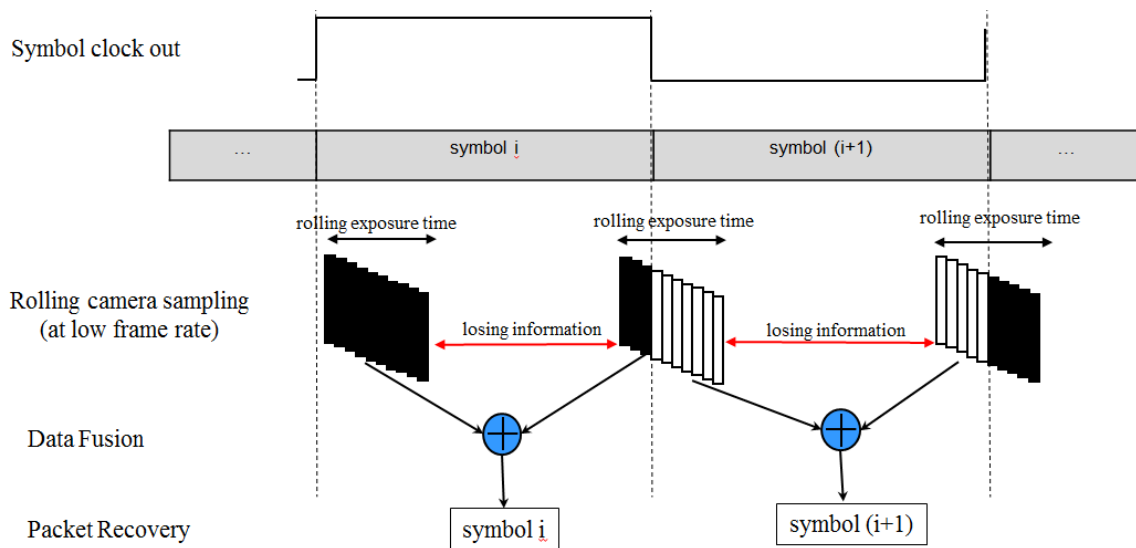 Symbol clock out
...
symbol i
symbol (i+1)
...
rolling exposure time
rolling exposure time
rolling exposure time
Rolling camera sampling
(at low frame rate)
losing information
losing information
Data Fusion
Packet Recovery
symbol i
symbol (i+1)